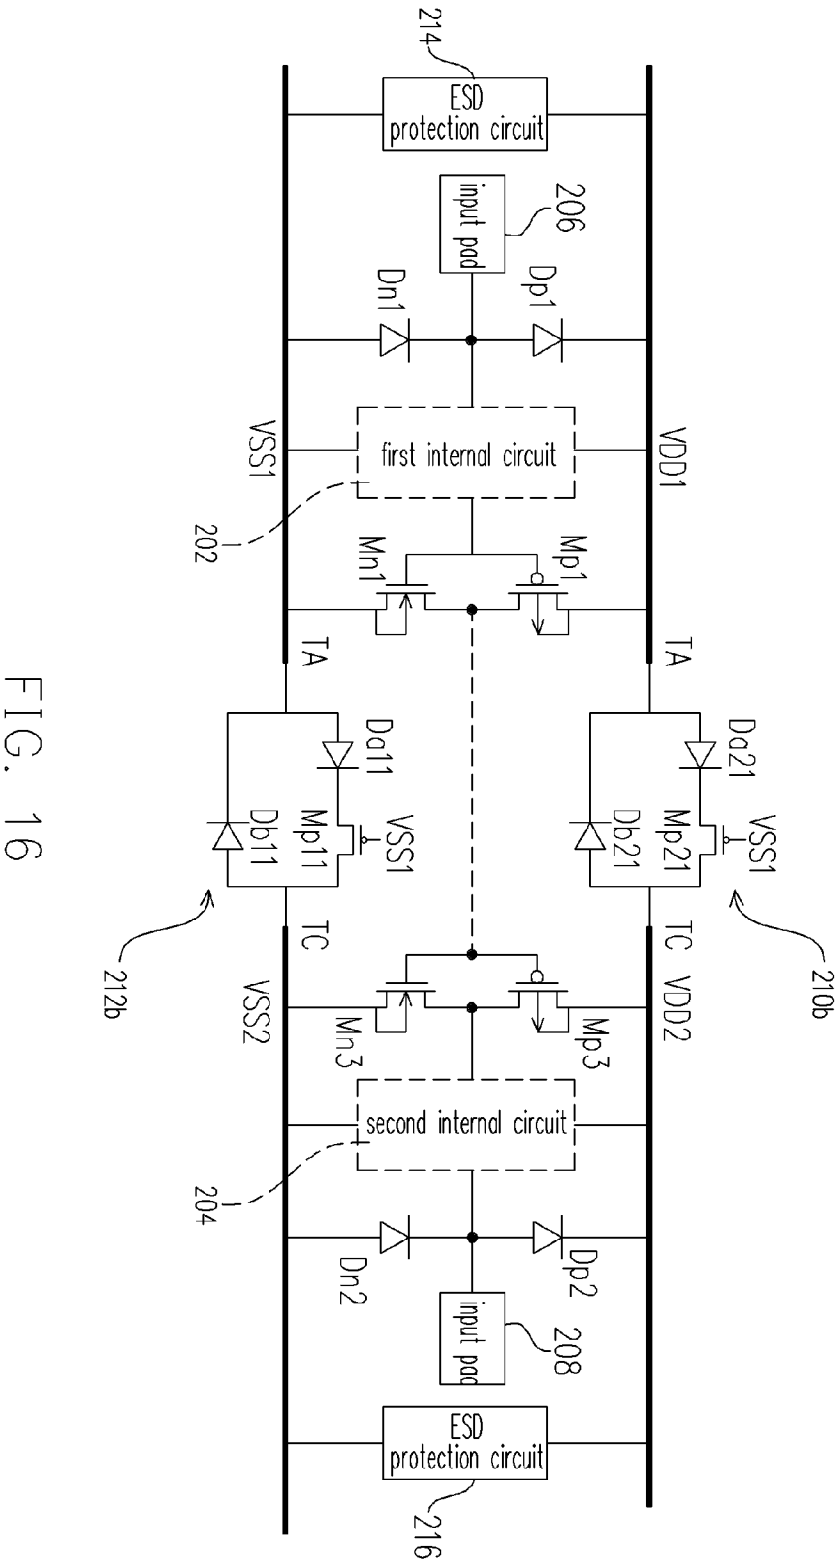 214
ESD
protection circuit
206
input pad
Dp1
Dn1
VDD1
first internal circuit
VSS1
202
Mp1
Mn1
TA
TA
VSS1
Da21
Mp21
Db21
210b
VSS1
Da11
Mp11
Db11
212b
TC
TC
VDD2
VSS2
Mp3
Mn3
second internal circuit
204
Dp2
Dn2
208
input pad
ESD
protection circuit
216
FIG. 16